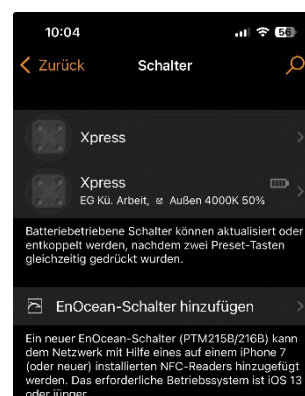 10:04
56
Zurück
Schalter
Xpress
Xpress
EG Kü. Arbeit, Außen 4000K 50%
Batteriebetriebene Schalter können aktualisiert oder
entkoppelt werden, nachdem zwei Preset-Tasten
gleichzeitig gedrückt wurden.
EnOcean-Schalter hinzufügen
Ein neuer EnOcean-Schalter (PTM215B/216B) kann
dem Netzwerk mit Hilfe eines auf einem iPhone 7
(oder neuer) installierten NFC-Readers hinzugefügt
werden. Das erforderliche Betriebssystem ist iOS 13
oder jünger.